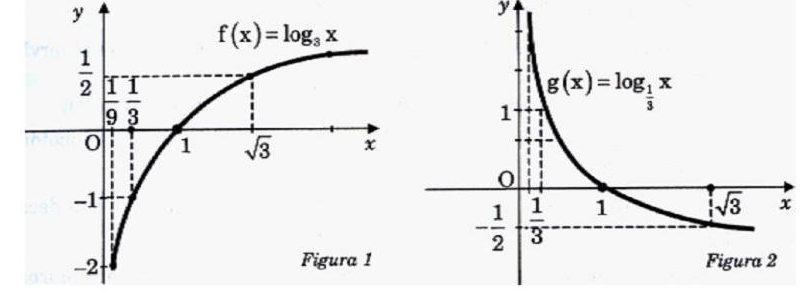 y
f(x) = log₃ x
1/2
1/9 1/3
O 1 √3 x
−1
−2
Figura 1
y
g(x) = log_{1/3} x
1
O
1/3 1 √3 x
−1/2
Figura 2